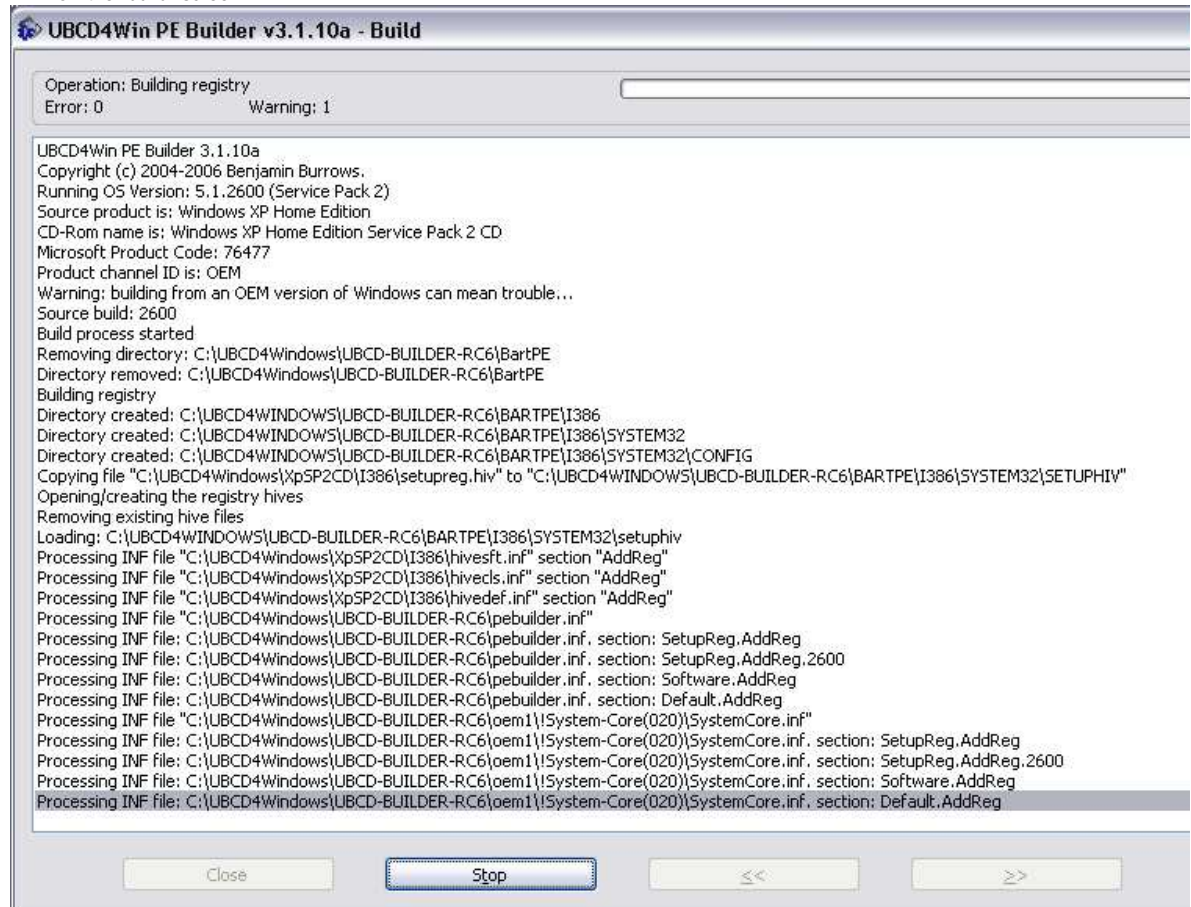 UBCD4Win PE Builder v3.1.10a - Build
Operation: Building registry
Error: 0 Warning: 1
UBCD4Win PE Builder 3.1.10a
Copyright (c) 2004-2006 Benjamin Burrows.
Running OS Version: 5.1.2600 (Service Pack 2)
Source product is: Windows XP Home Edition
CD-Rom name is: Windows XP Home Edition Service Pack 2 CD
Microsoft Product Code: 76477
Product channel ID is: OEM
Warning: building from an OEM version of Windows can mean trouble...
Source build: 2600
Build process started
Removing directory: C:\UBCD4Windows\UBCD-BUILDER-RC6\BartPE
Directory removed: C:\UBCD4Windows\UBCD-BUILDER-RC6\BartPE
Building registry
Directory created: C:\UBCD4WINDOWS\UBCD-BUILDER-RC6\BARTPE\I386
Directory created: C:\UBCD4WINDOWS\UBCD-BUILDER-RC6\BARTPE\I386\SYSTEM32
Directory created: C:\UBCD4WINDOWS\UBCD-BUILDER-RC6\BARTPE\I386\SYSTEM32\CONFIG
Copying file "C:\UBCD4Windows\XpSP2CD\I386\setupreg.hiv" to "C:\UBCD4WINDOWS\UBCD-BUILDER-RC6\BARTPE\I386\SYSTEM32\SETUPHIV"
Opening/creating the registry hives
Removing existing hive files
Loading: C:\UBCD4WINDOWS\UBCD-BUILDER-RC6\BARTPE\I386\SYSTEM32\setuphiv
Processing INF file "C:\UBCD4Windows\XpSP2CD\I386\hivesft.inf" section "AddReg"
Processing INF file "C:\UBCD4Windows\XpSP2CD\I386\hivecls.inf" section "AddReg"
Processing INF file "C:\UBCD4Windows\XpSP2CD\I386\hivedef.inf" section "AddReg"
Processing INF file "C:\UBCD4Windows\UBCD-BUILDER-RC6\pebuilder.inf"
Processing INF file: C:\UBCD4Windows\UBCD-BUILDER-RC6\pebuilder.inf. section: SetupReg.AddReg
Processing INF file: C:\UBCD4Windows\UBCD-BUILDER-RC6\pebuilder.inf. section: SetupReg.AddReg.2600
Processing INF file: C:\UBCD4Windows\UBCD-BUILDER-RC6\pebuilder.inf. section: Software.AddReg
Processing INF file: C:\UBCD4Windows\UBCD-BUILDER-RC6\pebuilder.inf. section: Default.AddReg
Processing INF file "C:\UBCD4Windows\UBCD-BUILDER-RC6\oem1\!System-Core(020)\SystemCore.inf"
Processing INF file: C:\UBCD4Windows\UBCD-BUILDER-RC6\oem1\!System-Core(020)\SystemCore.inf. section: SetupReg.AddReg
Processing INF file: C:\UBCD4Windows\UBCD-BUILDER-RC6\oem1\!System-Core(020)\SystemCore.inf. section: SetupReg.AddReg.2600
Processing INF file: C:\UBCD4Windows\UBCD-BUILDER-RC6\oem1\!System-Core(020)\SystemCore.inf. section: Software.AddReg
Processing INF file: C:\UBCD4Windows\UBCD-BUILDER-RC6\oem1\!System-Core(020)\SystemCore.inf. section: Default.AddReg
Close Stop << >>